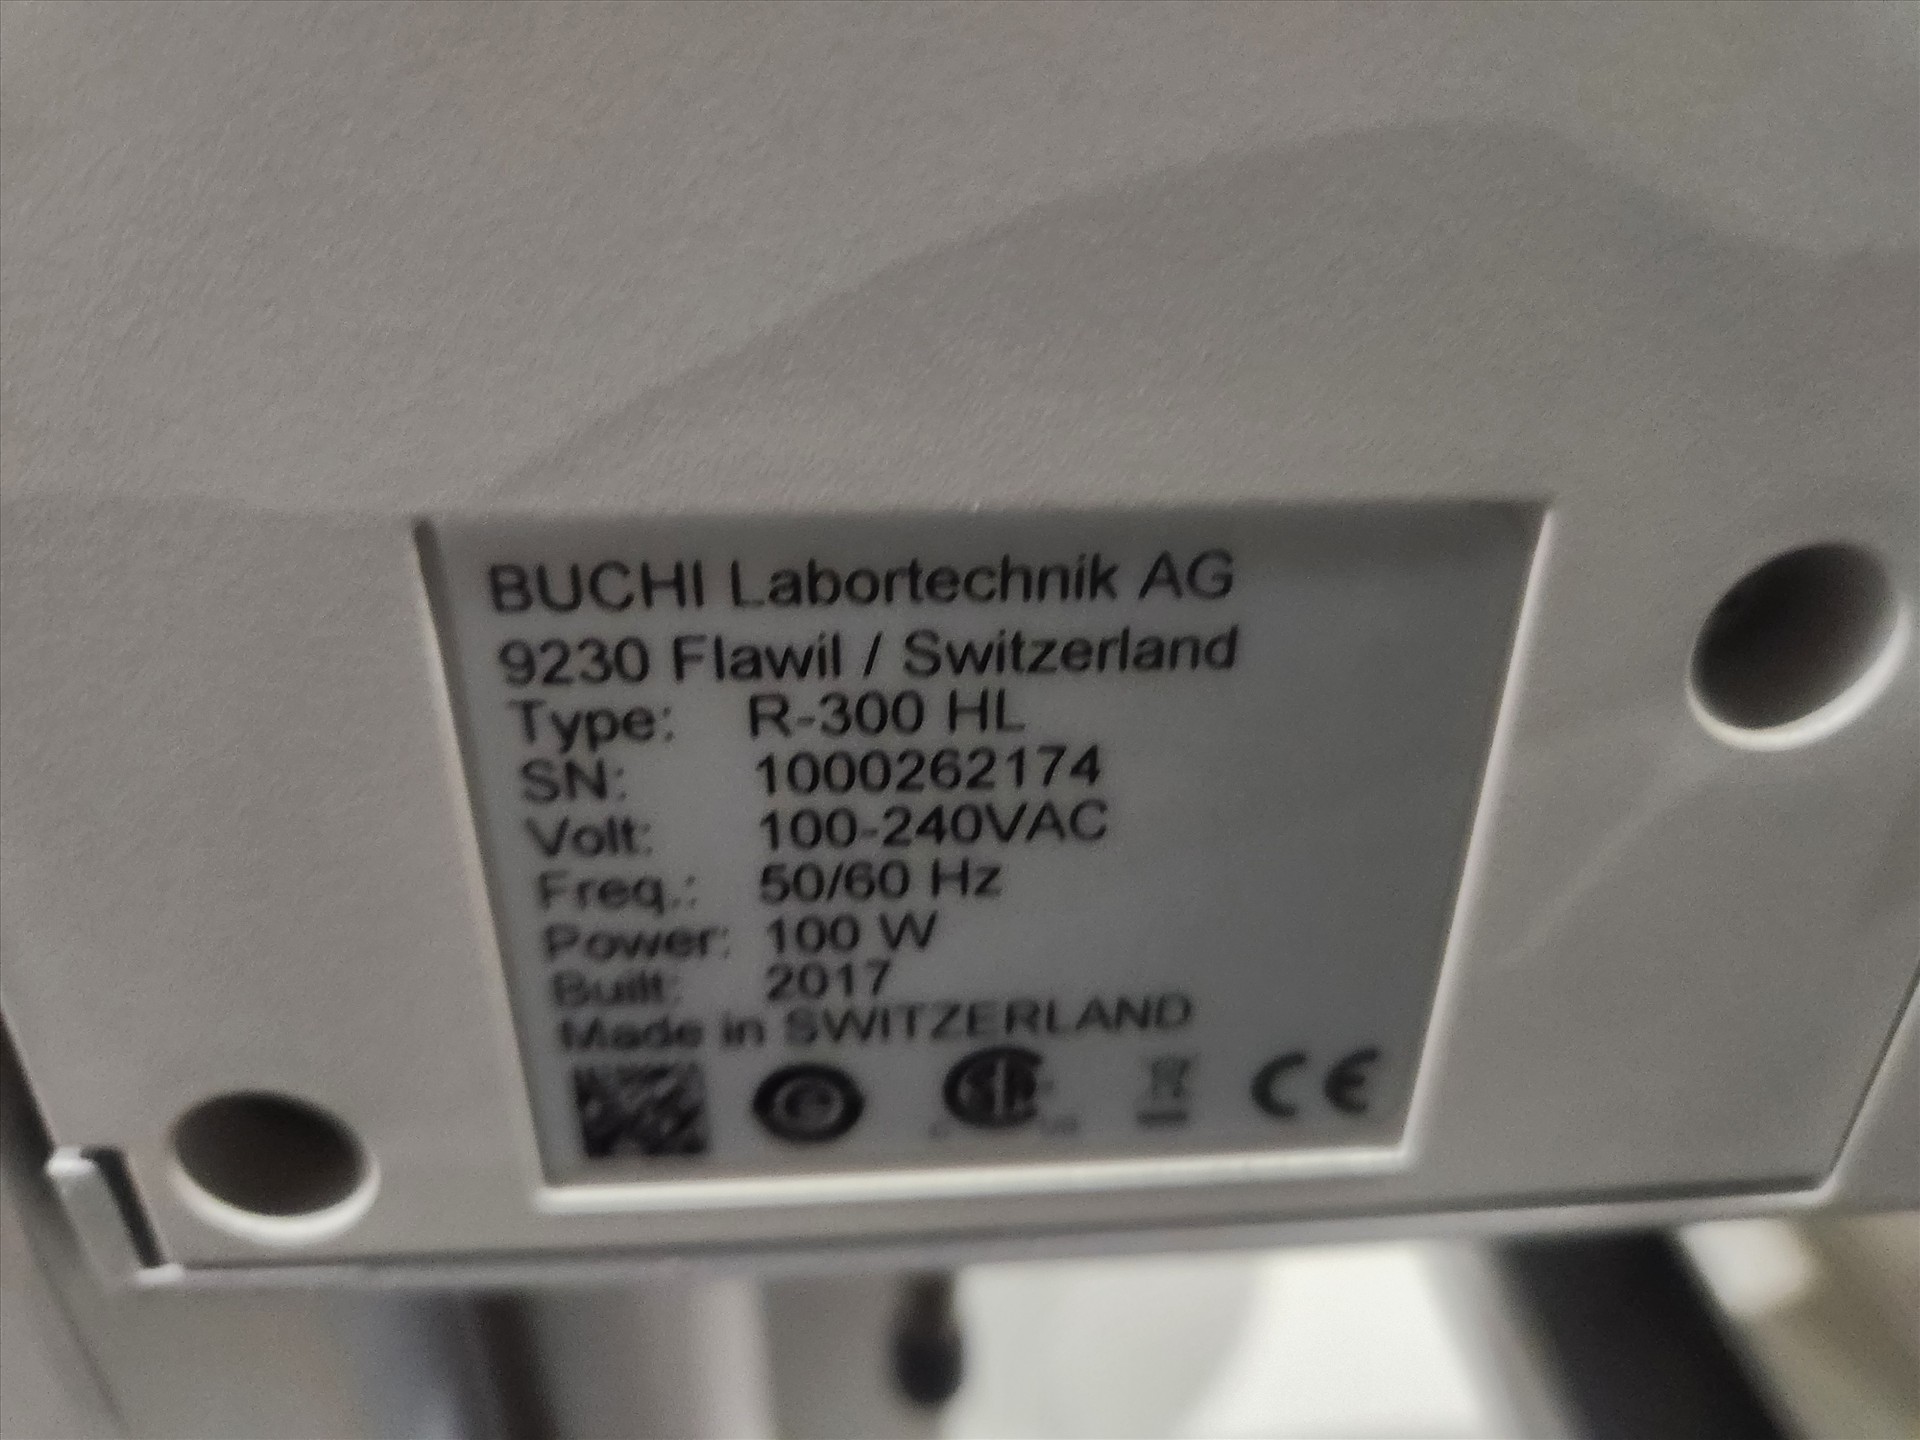 BUCHI Labortechnik AG
9230 Flawil / Switzerland
Type: R-300 HL
SN: 1000262174
Volt: 100-240VAC
Freq.: 50/60 Hz
Power: 100 W
Built: 2017
Made in SWITZERLAND
CE